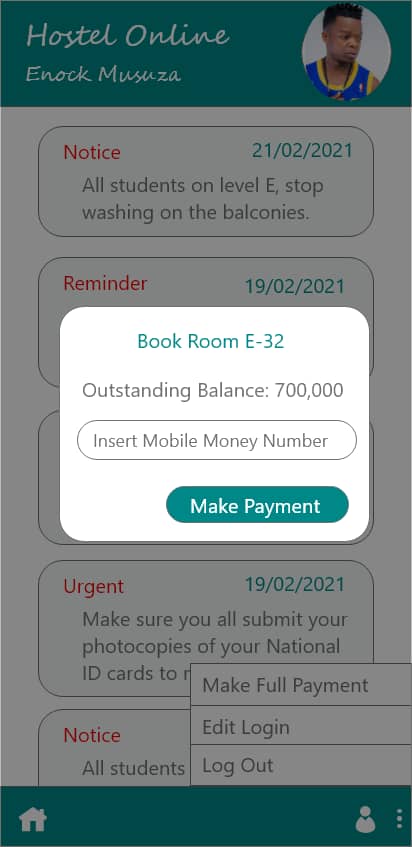 Hostel Online
Enock Musuza
Notice 21/02/2021
All students on level E, stop
washing on the balconies.
Reminder 19/02/2021
Book Room E-32
Outstanding Balance: 700,000
Insert Mobile Money Number
Make Payment
Urgent 19/02/2021
Make sure you all submit your
photocopies of your National
ID cards to
Make Full Payment
Edit Login
Notice
All students
Log Out